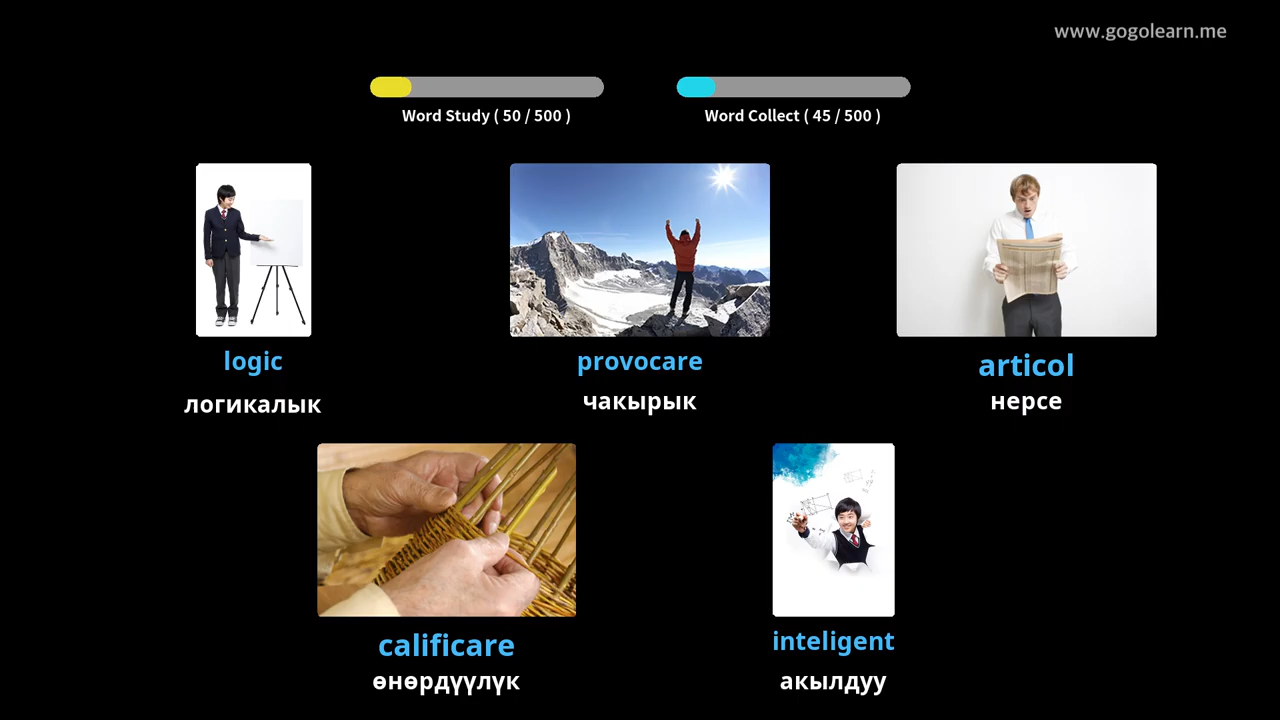 www.gogolearn.me
Word Study ( 50 / 500 )
Word Collect ( 45 / 500 )
logic
логикалык
provocare
чакырык
articol
нерсе
calificare
өнөрдүүлүк
inteligent
акылдуу